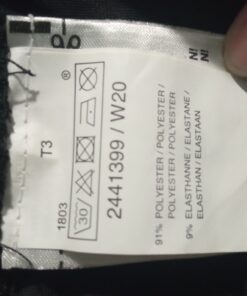 T3
®
1803
30
2441399 / W20
91% POLYESTER / POLYESTER /
POLYESTER / POLYESTER
9% ELASTHANNE / ELASTANE /
ELASTHAN / ELASTAAN